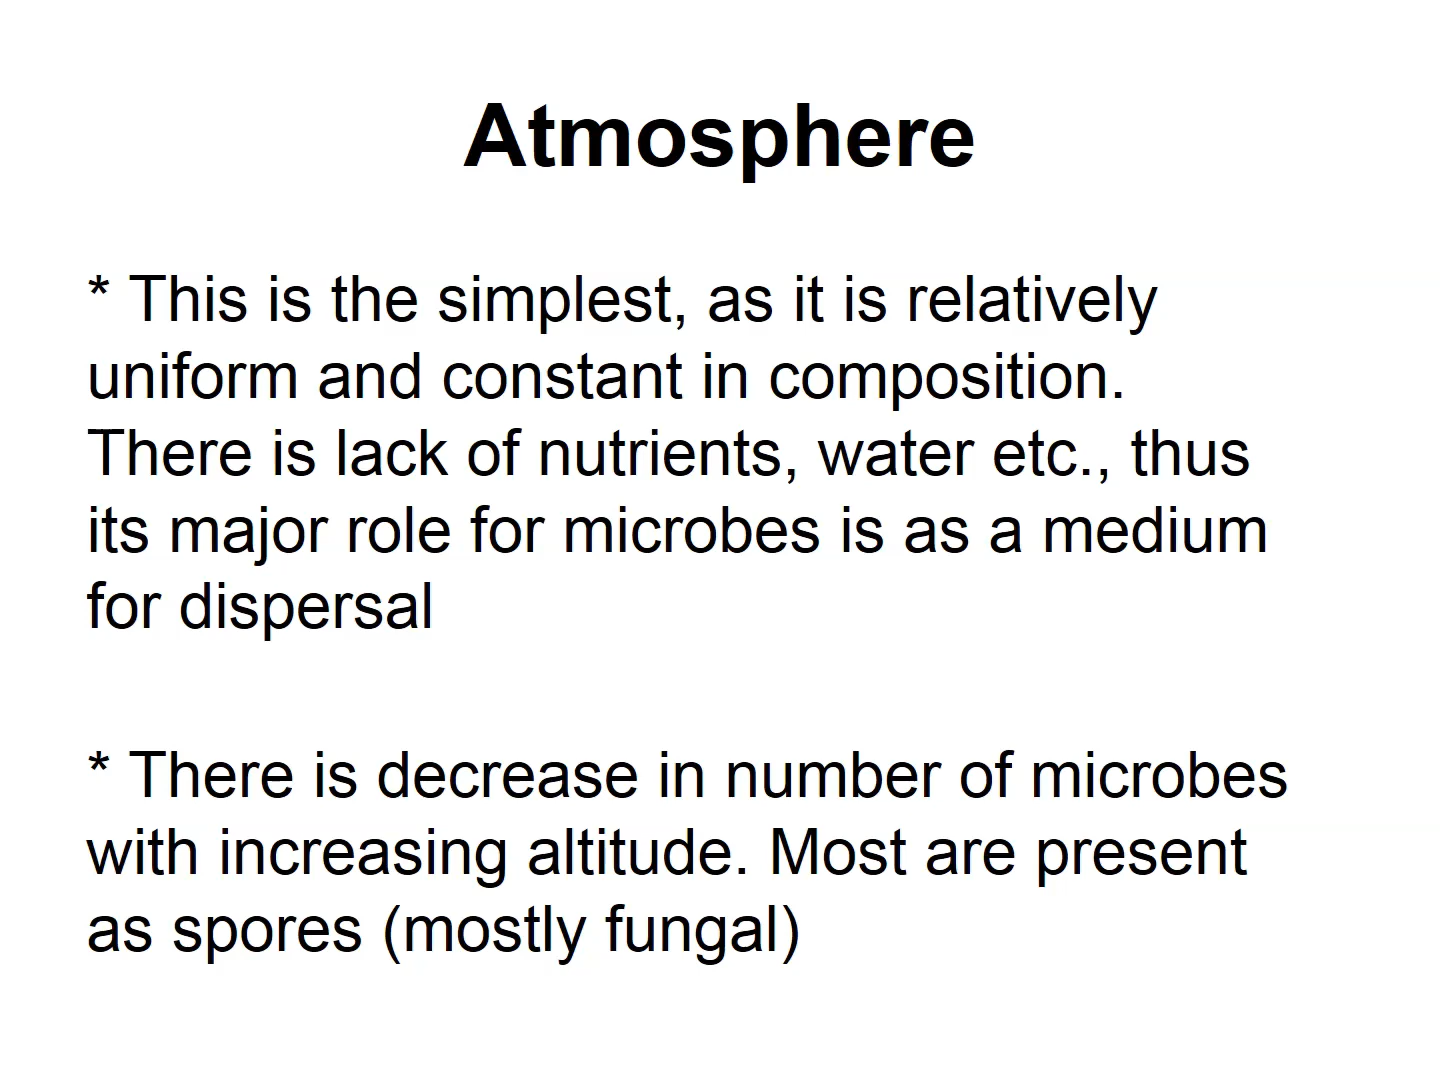 Atmosphere
* This is the simplest, as it is relatively
uniform and constant in composition.
There is lack of nutrients, water etc., thus
its major role for microbes is as a medium
for dispersal
* There is decrease in number of microbes
with increasing altitude. Most are present
as spores (mostly fungal)